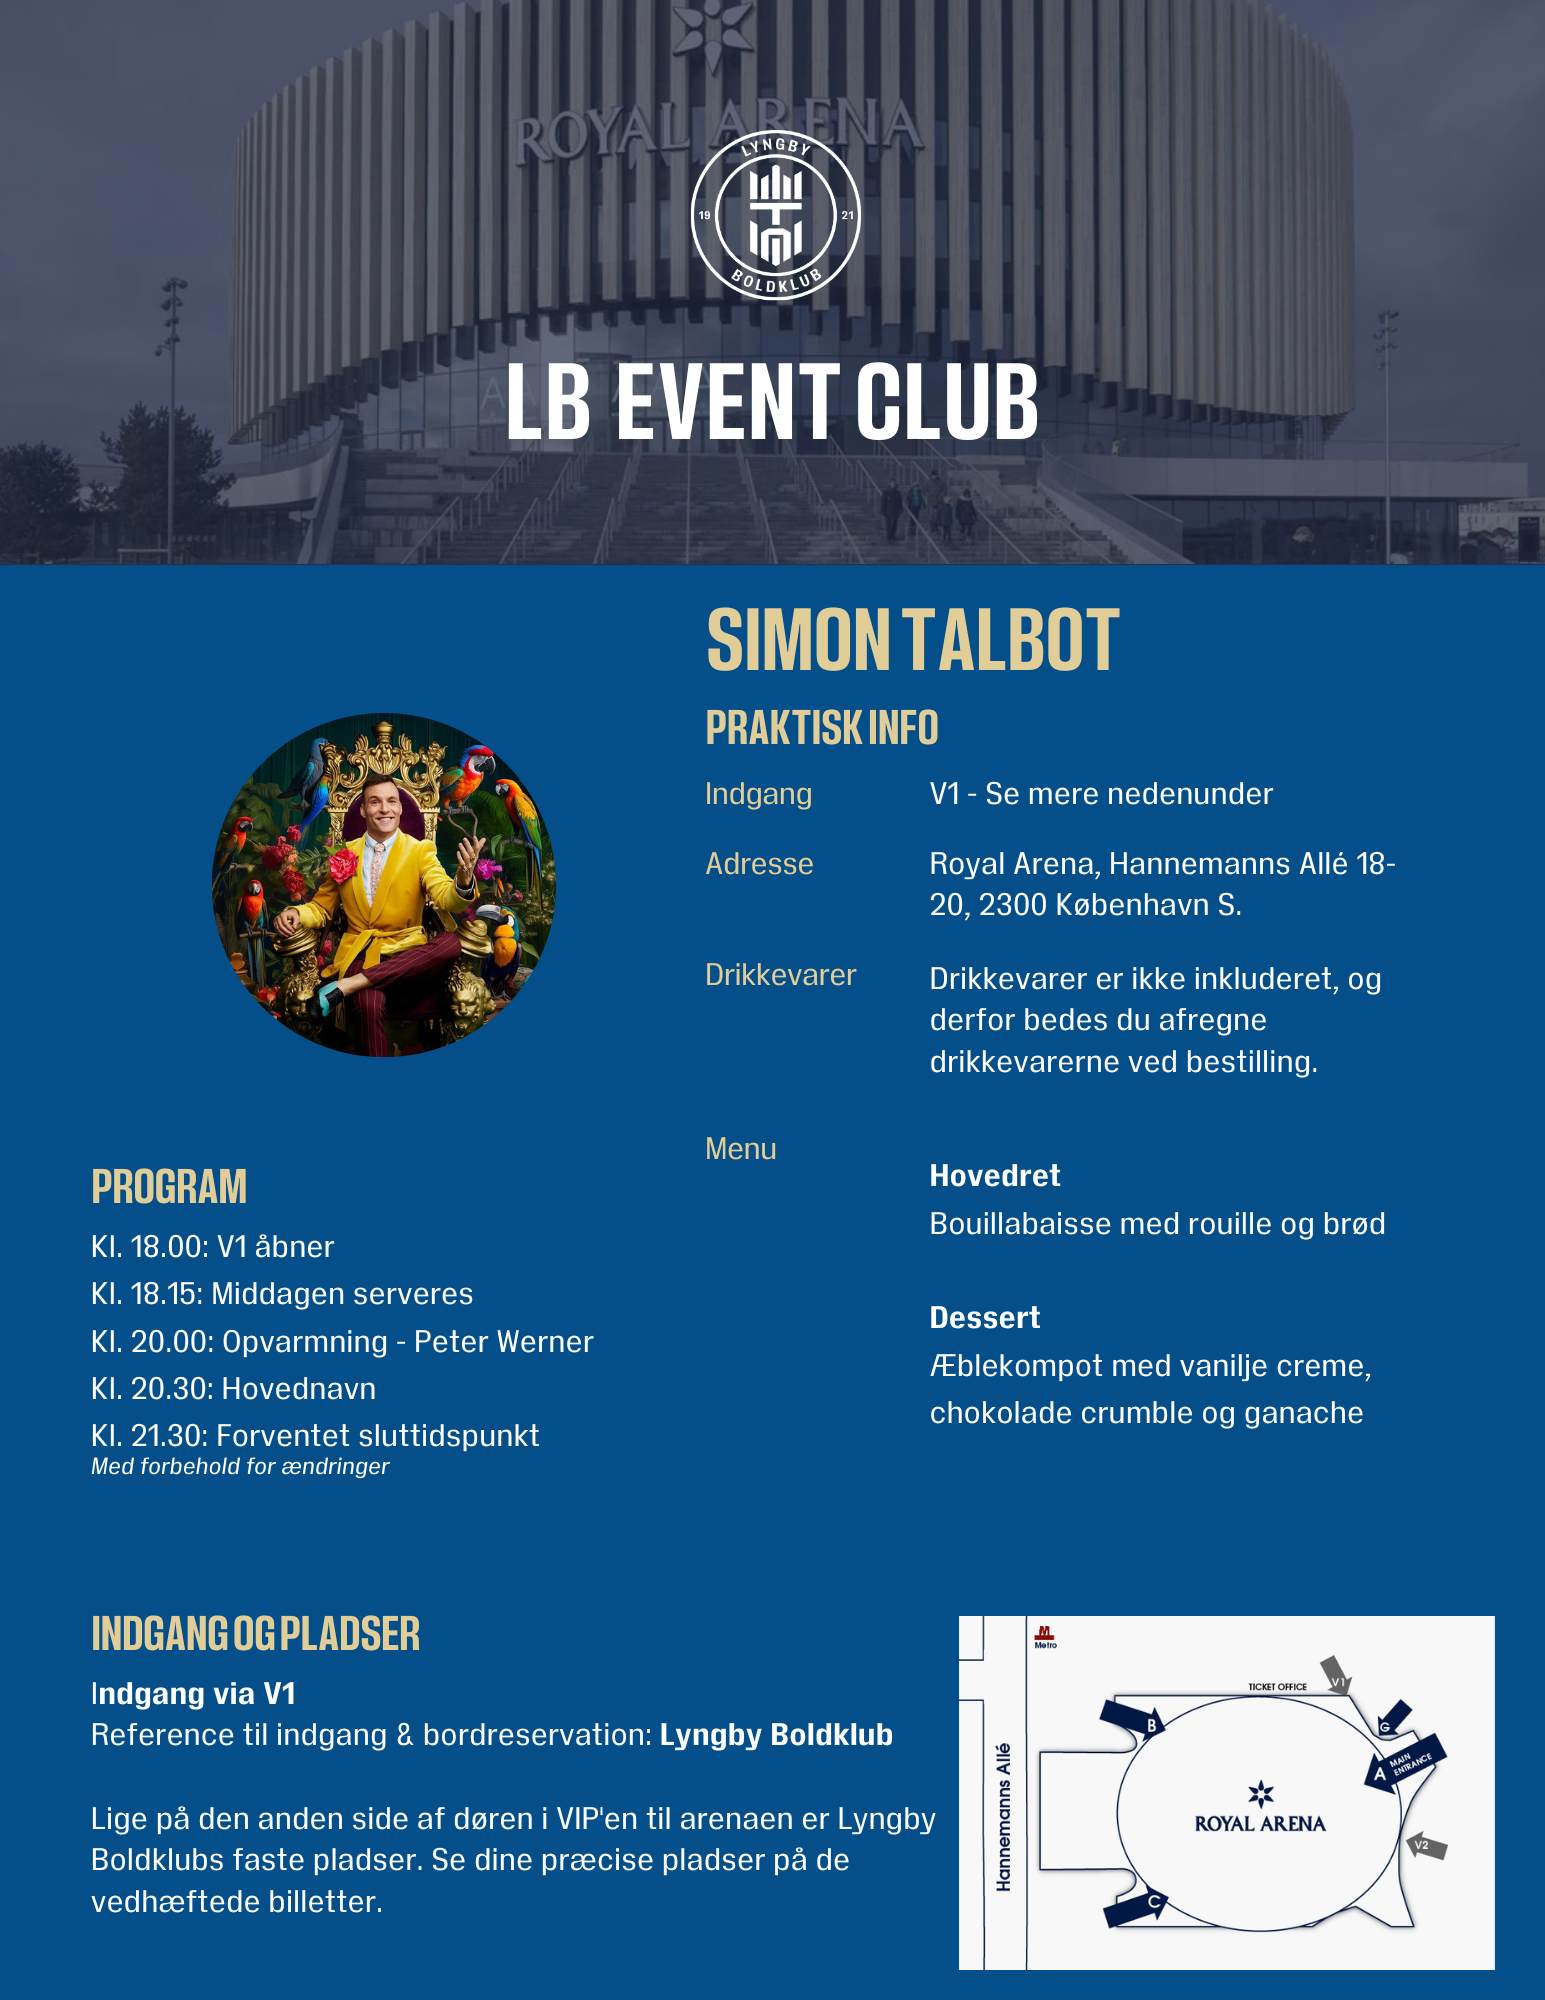 ROYAL ARENA
LYNGBY
19 21
BOLDKLUB
LB EVENT CLUB
SIMON TALBOT
PRAKTISK INFO
Indgang
V1 - Se mere nedenunder
Adresse
Royal Arena, Hannemanns Allé 18-
20, 2300 København S.
Drikkevarer
Drikkevarer er ikke inkluderet, og
derfor bedes du afregne
drikkevarerne ved bestilling.
Menu
Hovedret
Bouillabaisse med rouille og brød
Dessert
Æblekompot med vanilje creme,
chokolade crumble og ganache
PROGRAM
Kl. 18.00: V1 åbner
Kl. 18.15: Middagen serveres
Kl. 20.00: Opvarmning - Peter Werner
Kl. 20.30: Hovednavn
Kl. 21.30: Forventet sluttidspunkt
Med forbehold for ændringer
INDGANG OG PLADSER
Indgang via V1
Reference til indgang & bordreservation: Lyngby Boldklub
Lige på den anden side af døren i VIP'en til arenaen er Lyngby
Boldklubs faste pladser. Se dine præcise pladser på de
vedhæftede billetter.
M
Metro
Hannemanns Allé
TICKET OFFICE
V1
B
G
A
MAIN
ENTRANCE
ROYAL ARENA
V2
C